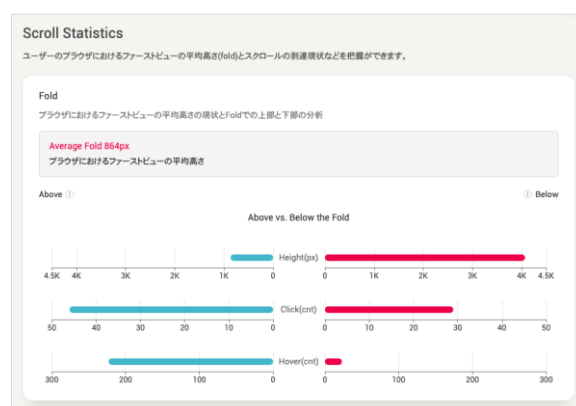 Scroll Statistics
ユーザーのブラウザにおけるファーストビューの平均高さ(fold)とスクロールの到達現状などを把握ができます。
Fold
ブラウザにおけるファーストビューの平均高さの現状とFoldでの上部と下部の分析
Average Fold 864px
ブラウザにおけるファーストビューの平均高さ
Above Below
Above vs. Below the Fold
Height(px)
4.5K 4K 3K 2K 1K 0 0 1K 2K 3K 4K 4.5K
Click(cnt)
50 40 30 20 10 0 0 10 20 30 40 50
Hover(cnt)
300 200 100 0 0 100 200 300